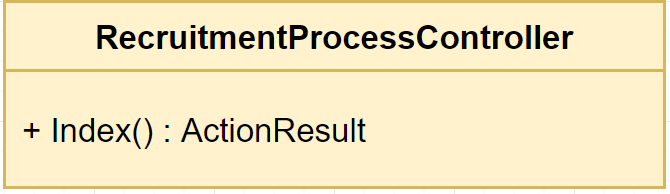 RecruitmentProcessController
+ Index() : ActionResult